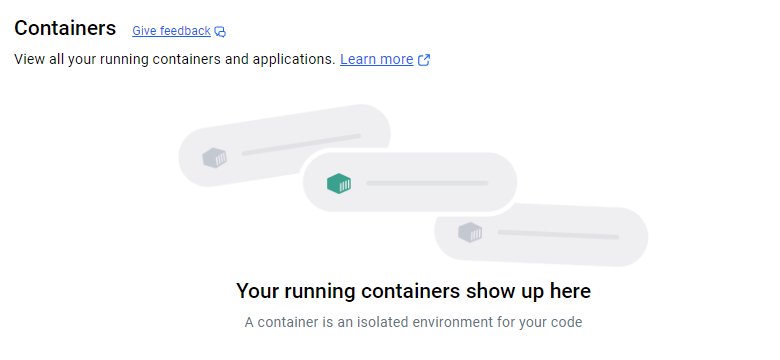 Containers Give feedback
View all your running containers and applications. Learn more
Your running containers show up here
A container is an isolated environment for your code